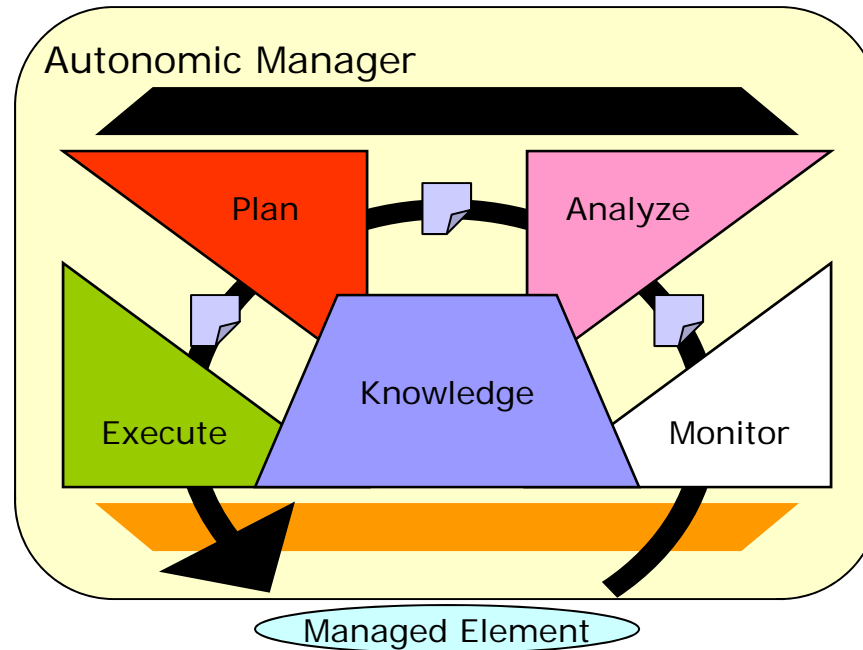 Autonomic Manager
Plan
Analyze
Knowledge
Execute
Monitor
Managed Element